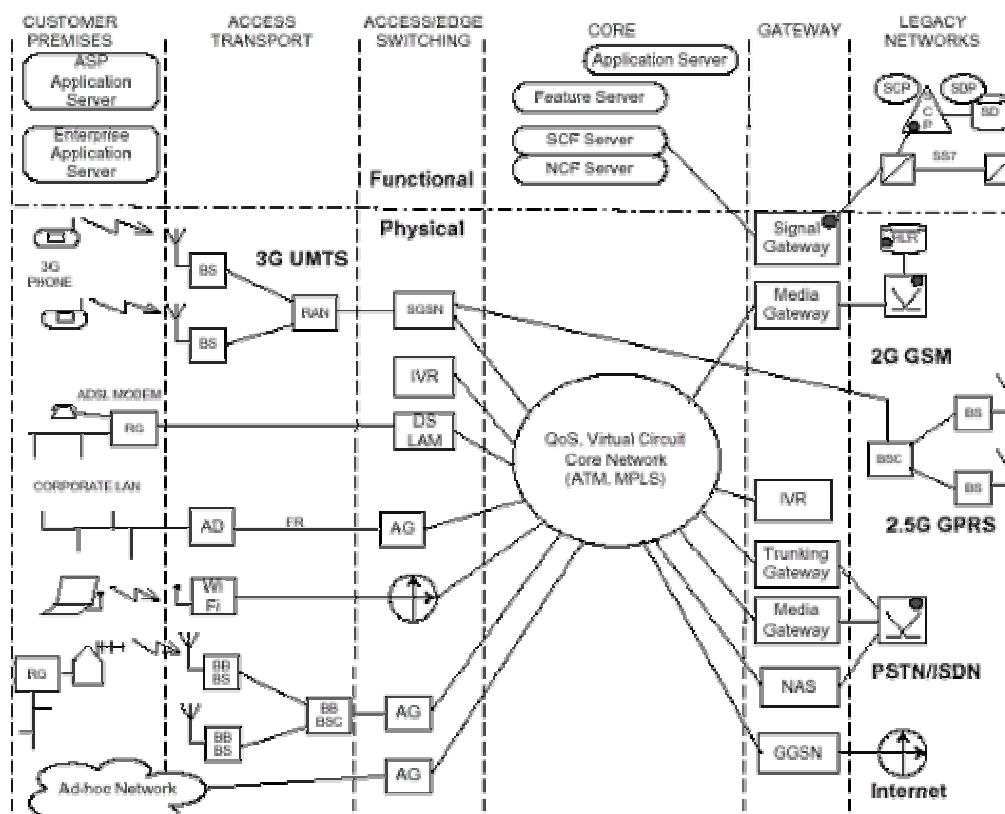 CUSTOMER
PREMISES
ACCESS
TRANSPORT
ACCESS/EDGE
SWITCHING
CORE
GATEWAY
LEGACY
NETWORKS
ASP
Application
Server
Enterprise
Application
Server
Application Server
Feature Server
SCF Server
NCF Server
SCP
SDP
SD
C
P
SS7
Functional
Physical
3G
PHONE
BS
BS
3G UMTS
RAN
SGSN
Signal
Gateway
HLR
Media
Gateway
2G GSM
IVR
ADSL MODEM
RG
DS
LAM
QoS, Virtual Circuit
Core Network
(ATM, MPLS)
BS
BSC
BS
2.5G GPRS
IVR
CORPORATE LAN
AD
FR
AG
Trunking
Gateway
WI
FI
Media
Gateway
PSTN/ISDN
RG
BB
BS
BB
BS
BB
BSC
AG
NAS
GGSN
Internet
Ad-hoc Network
AG